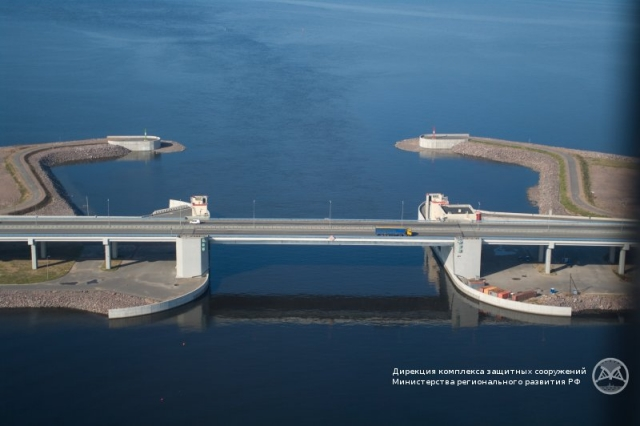 Дирекция комплекса защитных сооружений
Министерства регионального развития РФ